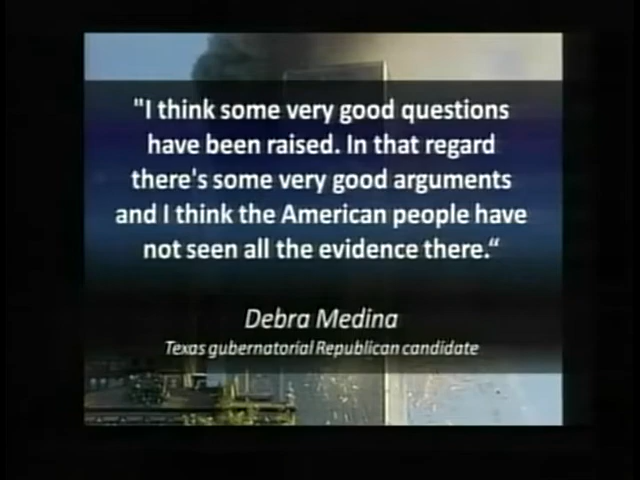 "I think some very good questions
have been raised. In that regard
there's some very good arguments
and I think the American people have
not seen all the evidence there.“
Debra Medina
Texas gubernatorial Republican candidate